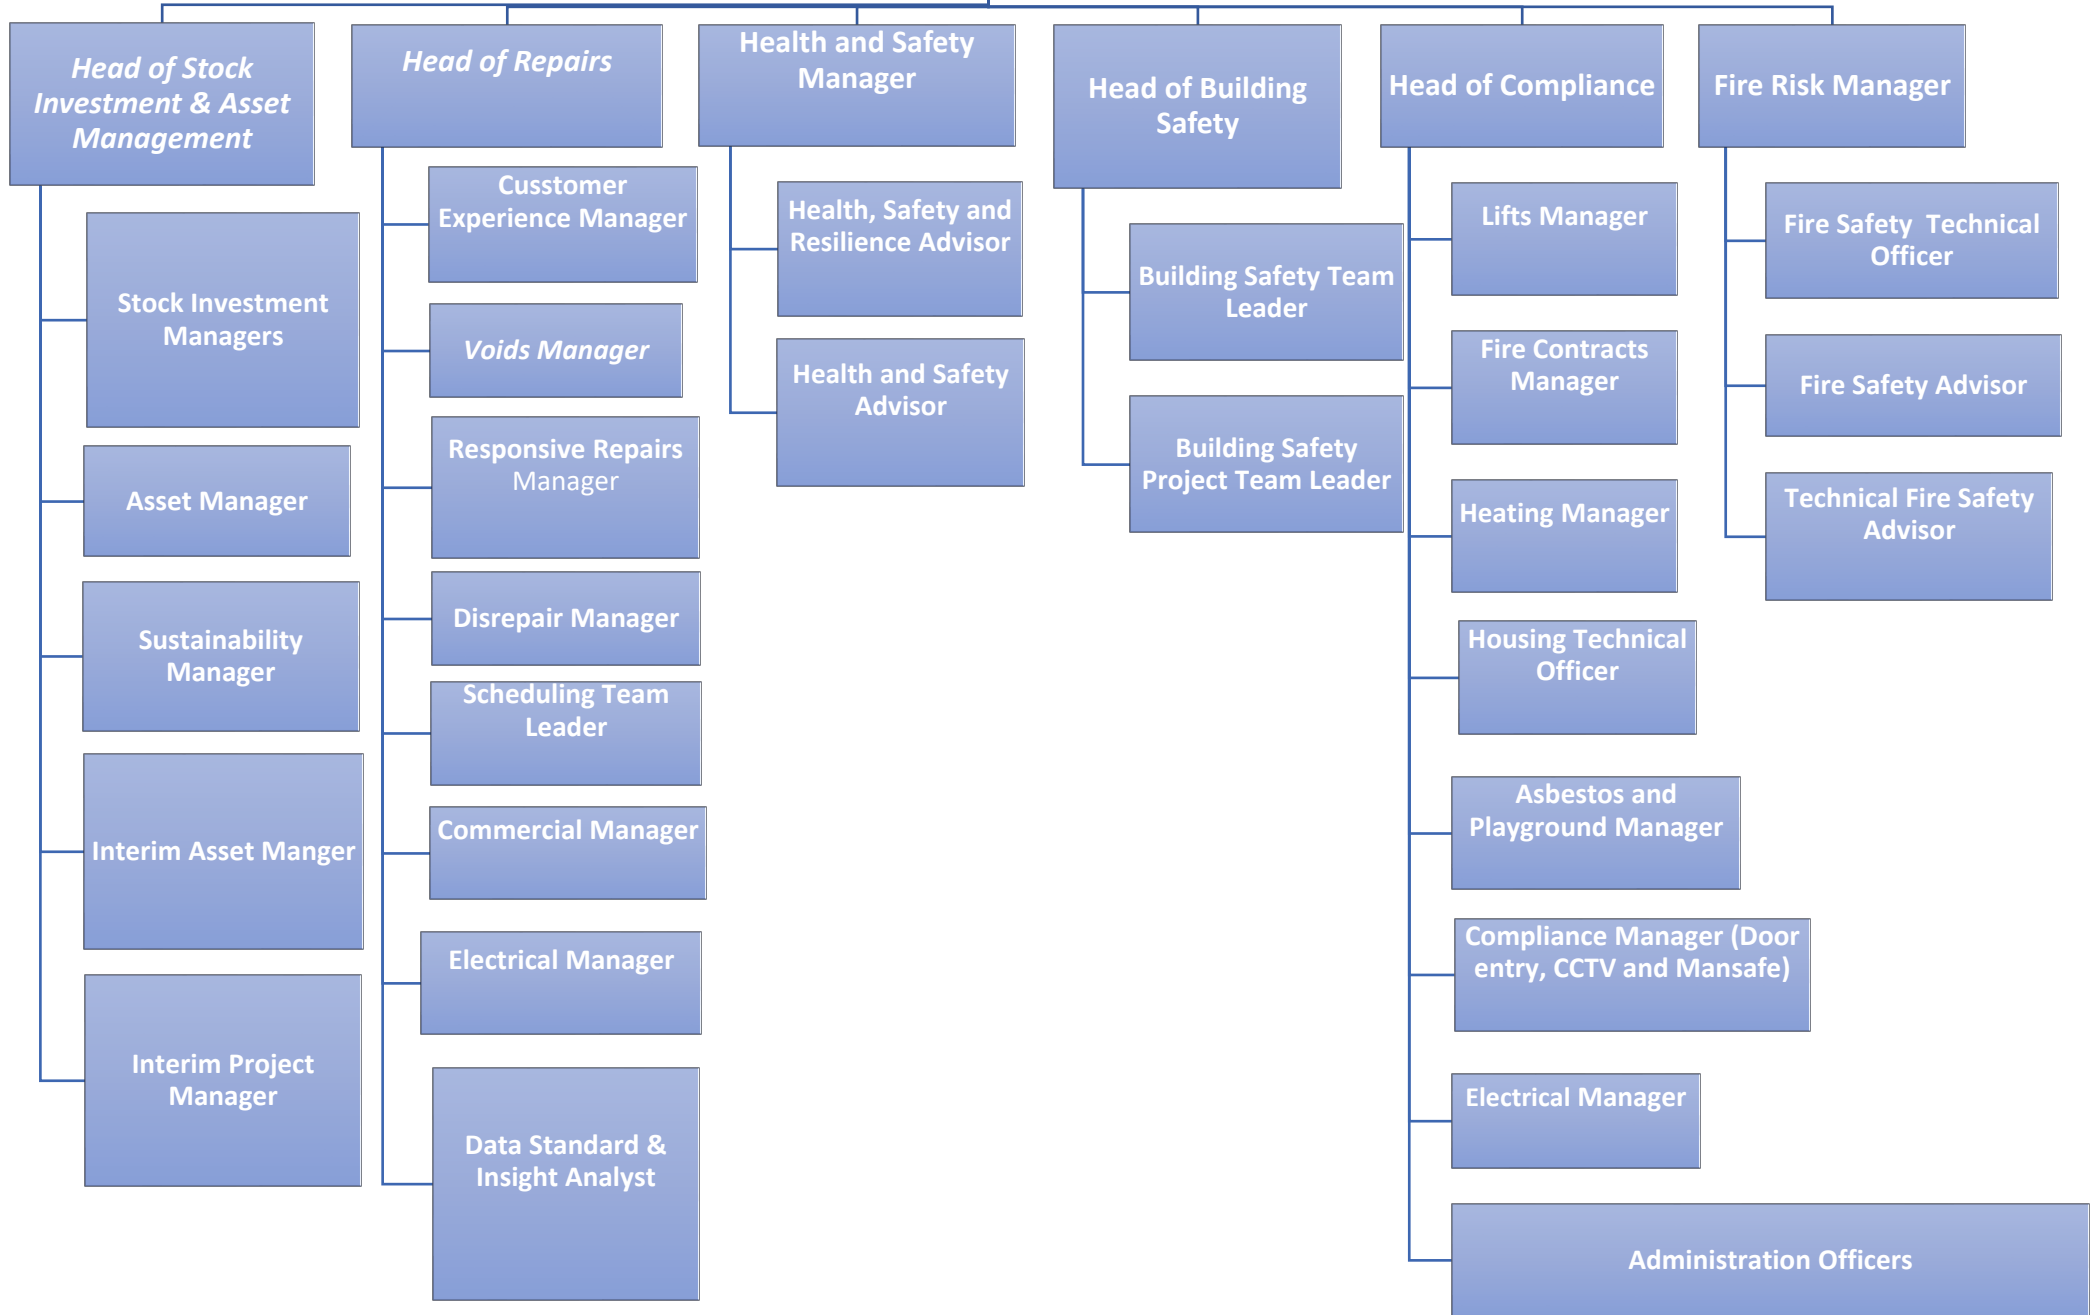 Head of Stock
Investment & Asset
Management
Stock Investment
Managers
Asset Manager
Sustainability
Manager
Interim Asset Manger
Interim Project
Manager
Head of Repairs
Cusstomer
Experience Manager
Voids Manager
Responsive Repairs
Manager
Disrepair Manager
Scheduling Team
Leader
Commercial Manager
Electrical Manager
Data Standard &
Insight Analyst
Health and Safety
Manager
Health, Safety and
Resilience Advisor
Health and Safety
Advisor
Head of Building
Safety
Building Safety Team
Leader
Building Safety
Project Team Leader
Head of Compliance
Lifts Manager
Fire Contracts
Manager
Heating Manager
Housing Technical
Officer
Asbestos and
Playground Manager
Compliance Manager (Door
entry, CCTV and Mansafe)
Electrical Manager
Administration Officers
Fire Risk Manager
Fire Safety  Technical
Officer
Fire Safety Advisor
Technical Fire Safety
Advisor